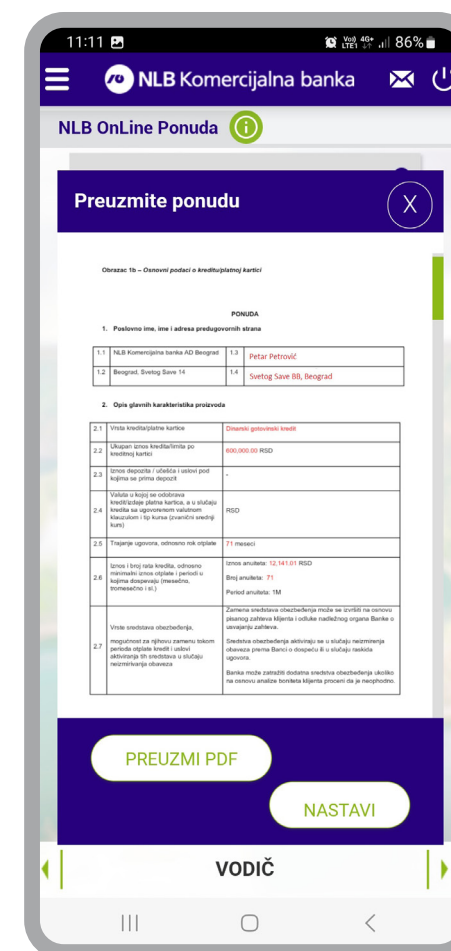 11:11
Vo)) 4G+ LTE1 86%
NLB Komercijalna banka
NLB OnLine Ponuda
Preuzmite ponudu
X
Obrazac 1b – Osnovni podaci o kreditu/platnoj kartici
PONUDA
1. Poslovno ime, ime i adresa predugovornih strana
1.1 NLB Komercijalna banka AD Beograd 1.3 Petar Petrović
1.2 Beograd, Svetog Save 14 1.4 Svetog Save BB, Beograd
2. Opis glavnih karakteristika proizvoda
2.1 Vrsta kredita/platne kartice Dinarski gotovinski kredit
2.2 Ukupan iznos kredita/limita po kreditnoj kartici 600,000.00 RSD
2.3 Iznos depozita / učešća i uslovi pod kojima se prima depozit -
2.4 Valuta u kojoj se odobrava kredit/izdaje platna kartica, a u slučaju kredita sa ugovorenom valutnom klauzulom i tip kursa (zvanični srednji kurs) RSD
2.5 Trajanje ugovora, odnosno rok otplate 71 meseci
2.6 Iznos i broj rata kredita, odnosno minimalni iznos otplate i periodi u kojima dospevaju (mesečno, tromesečno i sl.)
Iznos anuiteta: 12,141.01 RSD
Broj anuiteta: 71
Period anuiteta: 1M
2.7 Vrste sredstava obezbeđenja,
mogućnost za njihovu zamenu tokom
perioda otplate kredit i uslovi
aktiviranja tih sredstava u slučaju
neizmirivanja obaveza
Zamena sredstava obezbeđenja može se izvršiti na osnovu
pisanog zahteva klijenta i odluke nadležnog organa Banke o
usvajanju zahteva.
Sredstva obezbeđenja aktiviraju se u slučaju neizmirenja
obaveza prema Banci o dospeću ili u slučaju raskida
ugovora.
Banka može zatražiti dodatna sredstva obezbeđenja ukoliko
na osnovu analize boniteta klijenta proceni da je neophodno.
PREUZMI PDF
NASTAVI
VODIČ